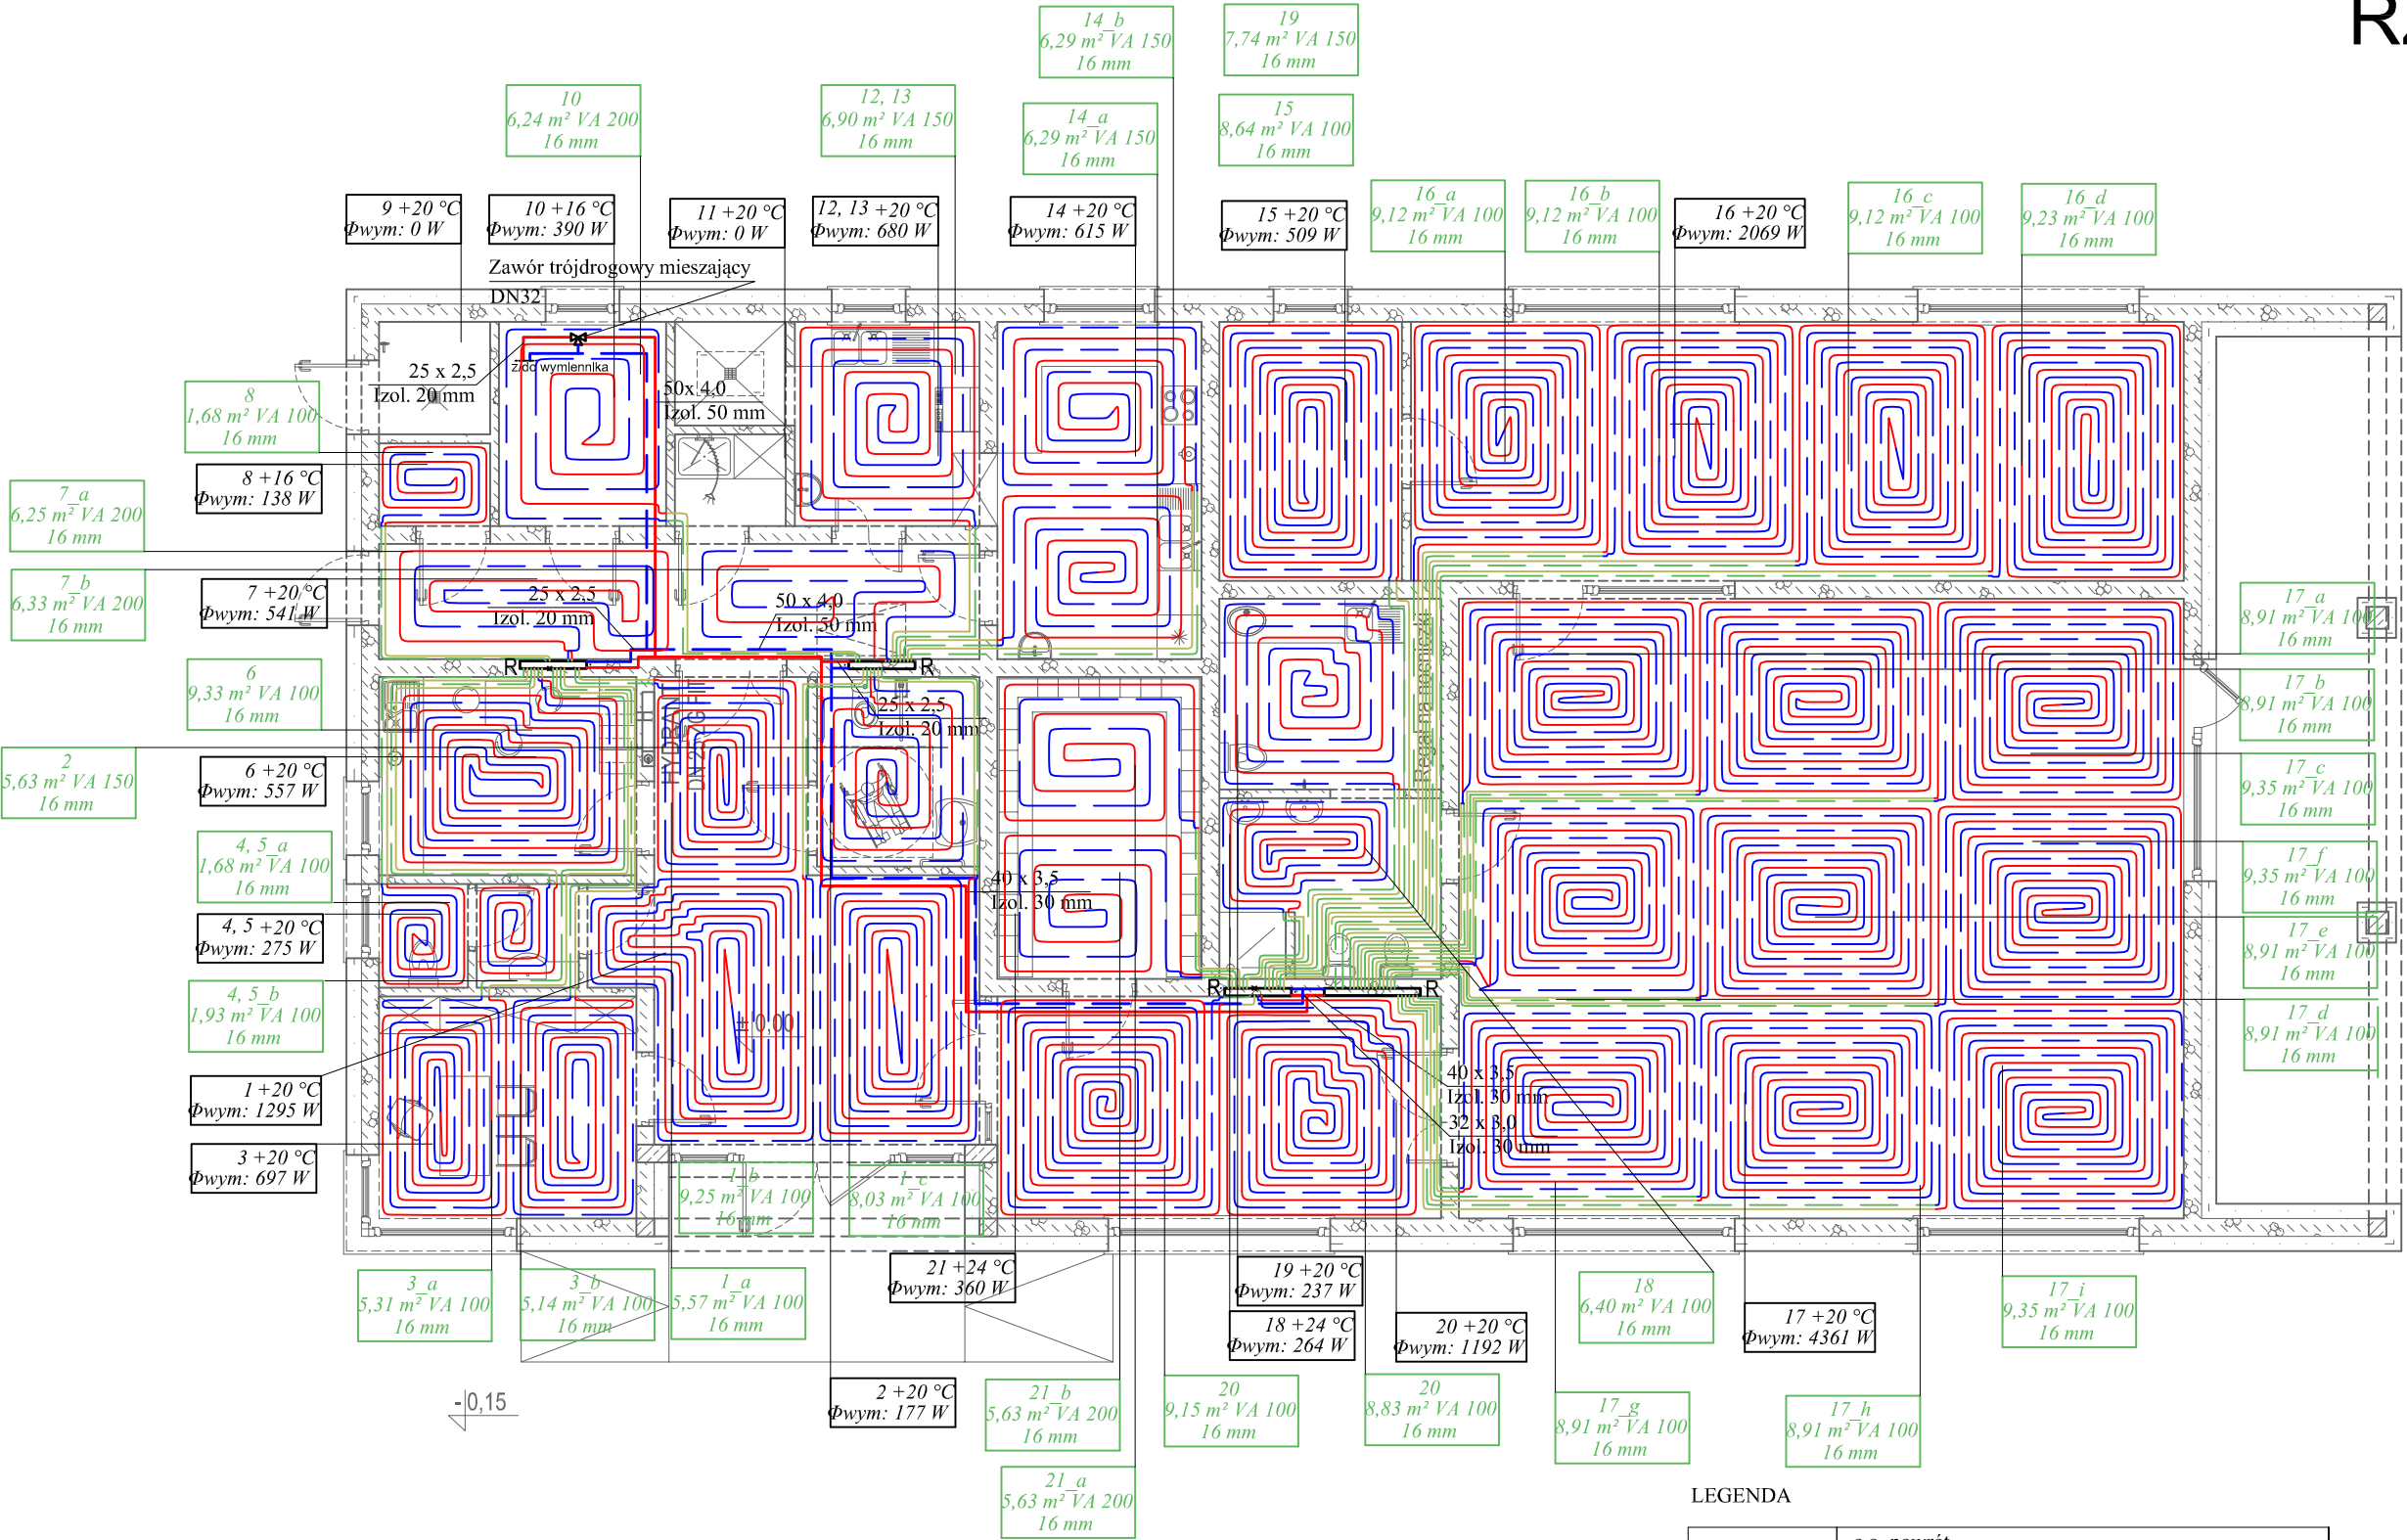 14_b
6,29 m² VA 150
16 mm
19
7,74 m² VA 150
16 mm
10
6,24 m² VA 200
16 mm
12, 13
6,90 m² VA 150
16 mm
14_a
6,29 m² VA 150
16 mm
15
8,64 m² VA 100
16 mm
9 +20 °C
Φwym: 0 W
10 +16 °C
Φwym: 390 W
11 +20 °C
Φwym: 0 W
12, 13 +20 °C
Φwym: 680 W
14 +20 °C
Φwym: 615 W
15 +20 °C
Φwym: 509 W
16_a
9,12 m² VA 100
16 mm
16_b
9,12 m² VA 100
16 mm
16 +20 °C
Φwym: 2069 W
16_c
9,12 m² VA 100
16 mm
16_d
9,23 m² VA 100
16 mm
Zawór trójdrogowy mieszający
DN32
z/do wymiennika
25 x 2,5
Izol. 20 mm
50x 4,0
Izol. 50 mm
8
1,68 m² VA 100
16 mm
8 +16 °C
Φwym: 138 W
7_a
6,25 m² VA 200
16 mm
7_b
6,33 m² VA 200
16 mm
7 +20 °C
Φwym: 541 W
25 x 2,5
Izol. 20 mm
50 x 4,0
Izol. 50 mm
R
R
6
9,33 m² VA 100
16 mm
HYDRANT
25 x 2,5
Izol. 20 mm
2
5,63 m² VA 150
16 mm
6 +20 °C
Φwym: 557 W
4, 5_a
1,68 m² VA 100
16 mm
4, 5 +20 °C
Φwym: 275 W
4, 5_b
1,93 m² VA 100
16 mm
40 x 3,5
Izol. 30 mm
R
R
± 0,00
1 +20 °C
Φwym: 1295 W
3 +20 °C
Φwym: 697 W
40 x 3,5
Izol. 30 mm
32 x 3,0
Izol. 30 mm
17_a
8,91 m² VA 100
16 mm
17_b
8,91 m² VA 100
16 mm
17_c
9,35 m² VA 100
16 mm
17_f
9,35 m² VA 100
16 mm
17_e
8,91 m² VA 100
16 mm
17_d
8,91 m² VA 100
16 mm
1_b
9,25 m² VA 100
16 mm
1_c
8,03 m² VA 100
16 mm
3_a
5,31 m² VA 100
16 mm
3_b
5,14 m² VA 100
16 mm
1_a
5,57 m² VA 100
16 mm
21 +24 °C
Φwym: 360 W
19 +20 °C
Φwym: 237 W
18 +24 °C
Φwym: 264 W
20 +20 °C
Φwym: 1192 W
18
6,40 m² VA 100
16 mm
17 +20 °C
Φwym: 4361 W
17_i
9,35 m² VA 100
16 mm
-0,15
2 +20 °C
Φwym: 177 W
21_b
5,63 m² VA 200
16 mm
20
9,15 m² VA 100
16 mm
20
8,83 m² VA 100
16 mm
17_g
8,91 m² VA 100
16 mm
17_h
8,91 m² VA 100
16 mm
21_a
5,63 m² VA 200
16 mm
LEGENDA